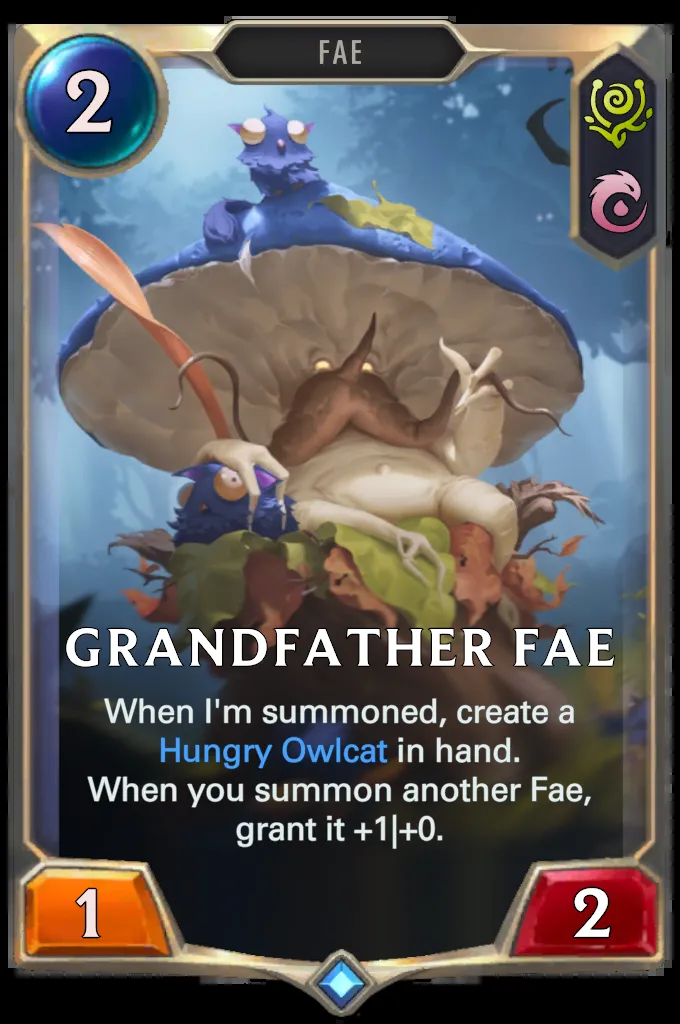 FAE
2
GRANDFATHER FAE
When I'm summoned, create a
Hungry Owlcat in hand.
When you summon another Fae,
grant it +1|+0.
1
2